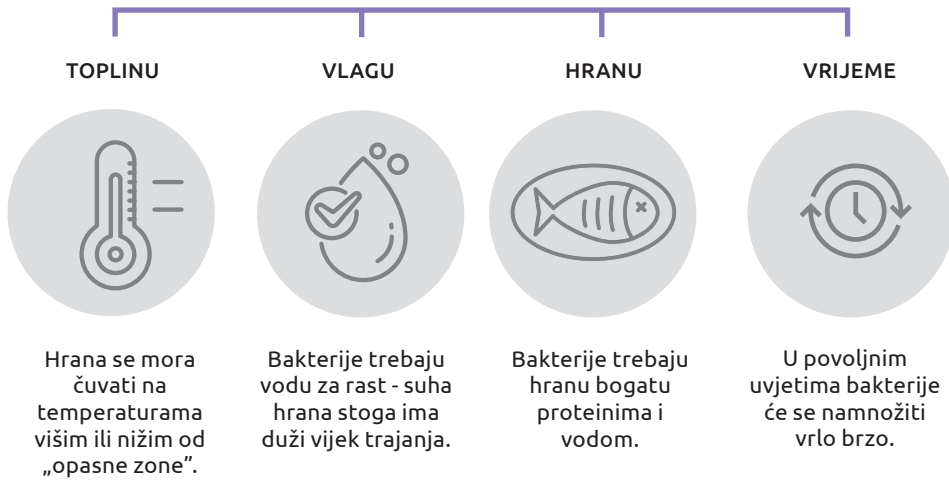 TOPLINU
VLAGU
HRANU
VRIJEME
Hrana se mora
čuvati na
temperaturama
višim ili nižim od
„opasne zone”.
Bakterije trebaju
vodu za rast - suha
hrana stoga ima
duži vijek trajanja.
Bakterije trebaju
hranu bogatu
proteinima i
vodom.
U povoljnim
uvjetima bakterije
će se namnožiti
vrlo brzo.